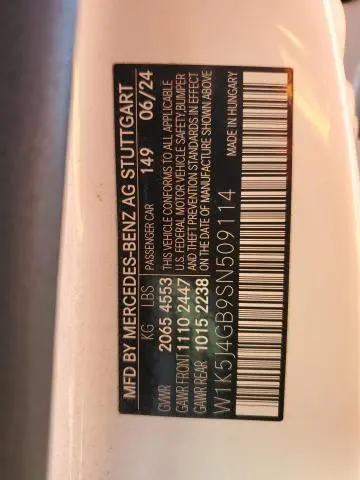 MFD BY MERCEDES-BENZ AG STUTTGART
KG LBS PASSENGER CAR 149 06/24
GVWR 2065 4553 THIS VEHICLE CONFORMS TO ALL APPLICABLE
GAWR FRONT 1110 2447 U.S. FEDERAL MOTOR VEHICLE SAFETY,BUMPER
AND THEFT PREVENTION STANDARDS IN EFFECT
GAWR REAR 1015 2238 ON THE DATE OF MANUFACTURE SHOWN ABOVE
MADE IN HUNGARY
W1K5J4GB9SN509114